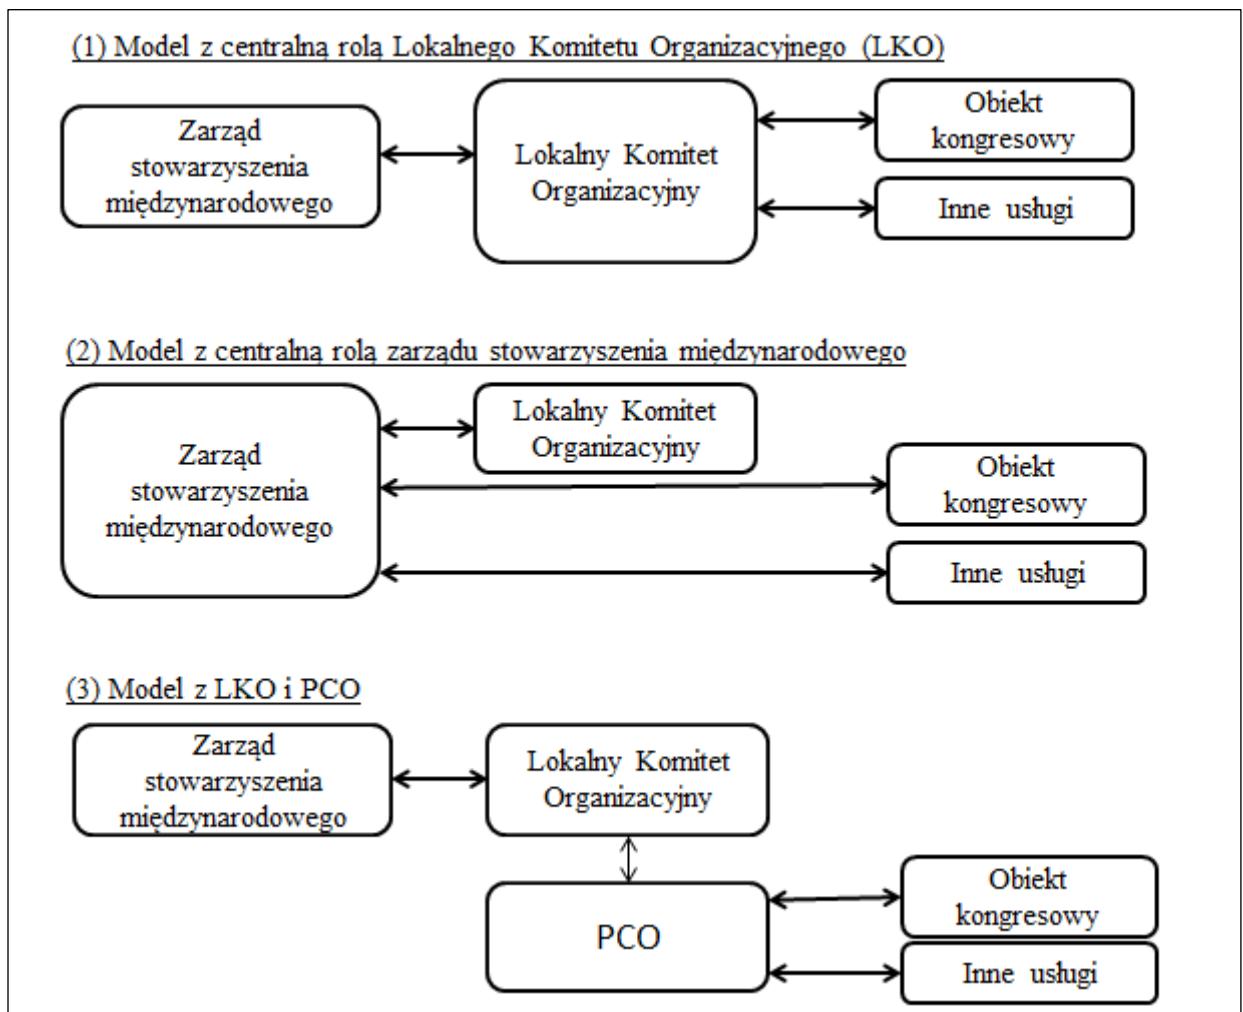 (1) Model z centralną rolą Lokalnego Komitetu Organizacyjnego (LKO)
Zarząd
stowarzyszenia
międzynarodowego
Lokalny Komitet
Organizacyjny
Obiekt
kongresowy
Inne usługi
(2) Model z centralną rolą zarządu stowarzyszenia międzynarodowego
Zarząd
stowarzyszenia
międzynarodowego
Lokalny Komitet
Organizacyjny
Obiekt
kongresowy
Inne usługi
(3) Model z LKO i PCO
Zarząd
stowarzyszenia
międzynarodowego
Lokalny Komitet
Organizacyjny
PCO
Obiekt
kongresowy
Inne usługi